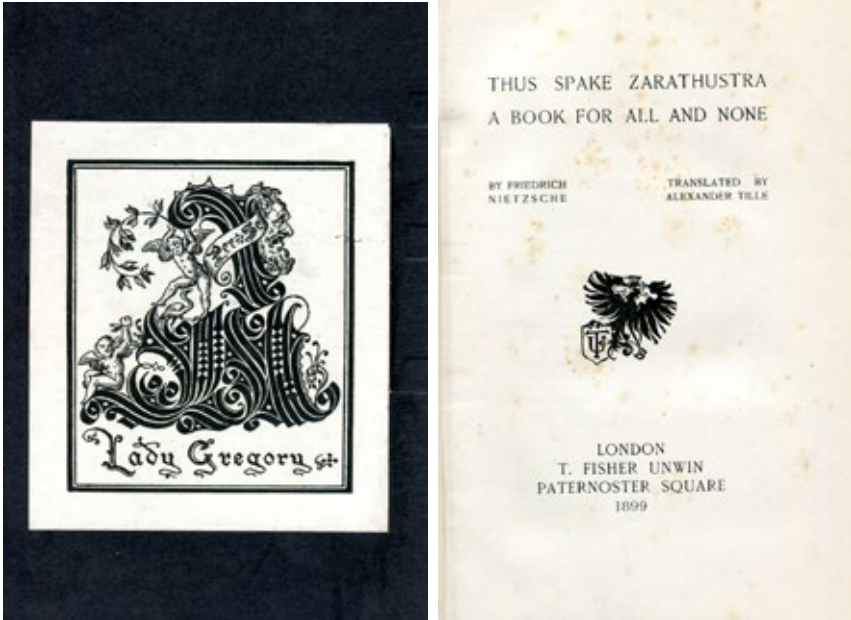 Lady Gregory
THUS SPAKE ZARATHUSTRA
A BOOK FOR ALL AND NONE
BY FRIEDRICH
NIETZSCHE
TRANSLATED BY
ALEXANDER TILLE
LONDON
T. FISHER UNWIN
PATERNOSTER SQUARE
1899